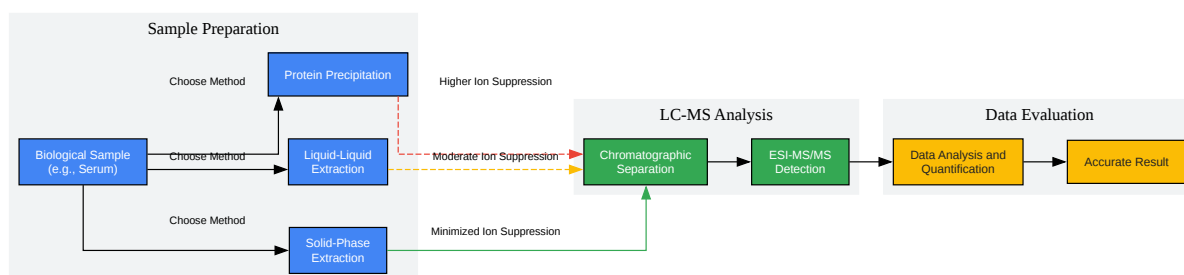 Sample Preparation
Choose Method
Protein Precipitation
Higher Ion Suppression
LC-MS Analysis
Data Evaluation
Biological Sample
(e.g., Serum)
Choose Method
Liquid-Liquid
Extraction
Moderate Ion Suppression
Chromatographic
Separation
ESI-MS/MS
Detection
Data Analysis and
Quantification
Accurate Result
Choose Method
Solid-Phase
Extraction
Minimized Ion Suppression